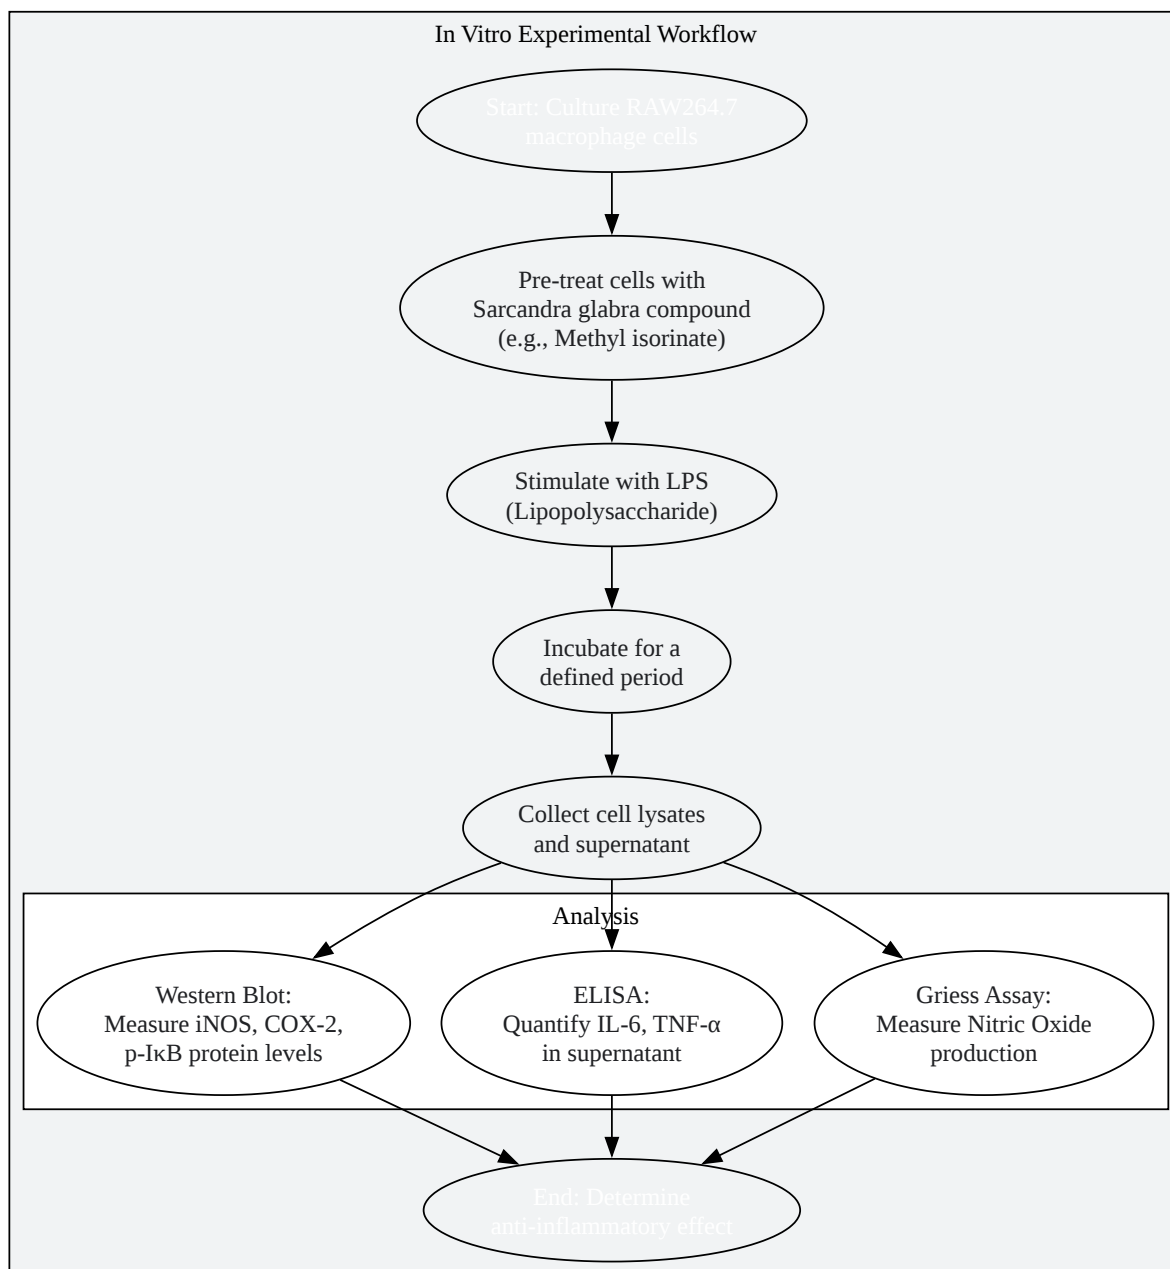 In Vitro Experimental Workflow
Start: Culture RAW264.7
macrophage cells
Pre-treat cells with
Sarcandra glabra compound
(e.g., Methyl isorinate)
Stimulate with LPS
(Lipopolysaccharide)
Incubate for a
defined period
Collect cell lysates
and supernatant
Analysis
Western Blot:
Measure iNOS, COX-2,
p-IκB protein levels
ELISA:
Quantify IL-6, TNF-α
in supernatant
Griess Assay:
Measure Nitric Oxide
production
End: Determine
anti-inflammatory effect